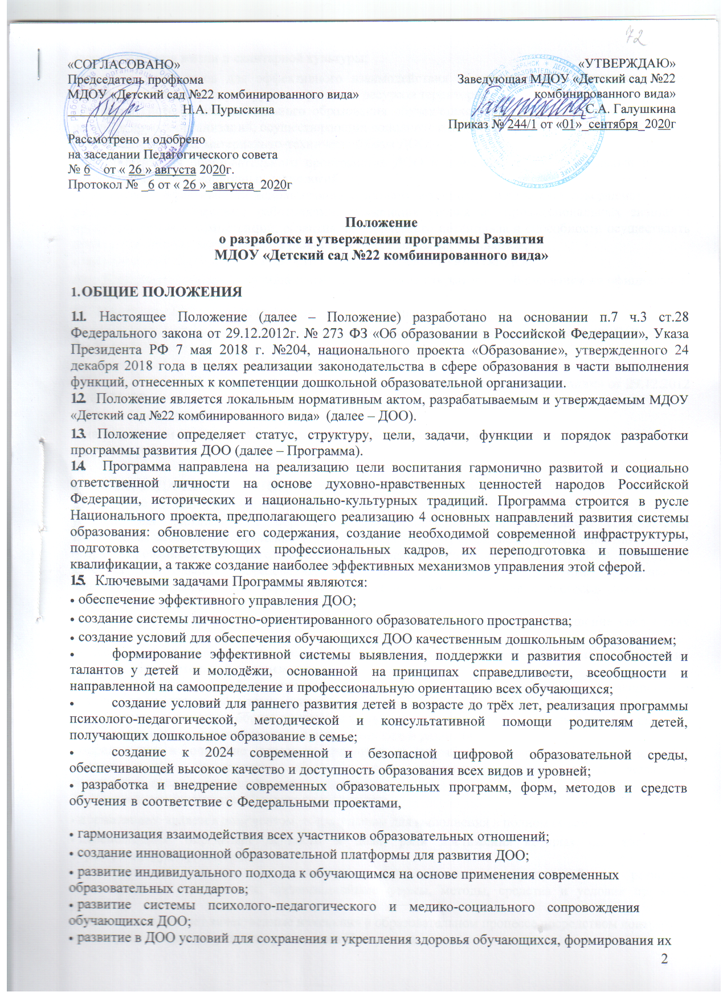 72
«СОГЛАСОВАНО»
Председатель профкома
МДОУ «Детский сад №22 комбинированного вида»
Н.А. Пурыскина
Рассмотрено и одобрено
на заседании Педагогического совета
№ 6 от « 26 » августа 2020г.
Протокол № _6 от « 26 »_августа_2020г
«УТВЕРЖДАЮ»
Заведующая МДОУ «Детский сад №22
комбинированного вида»
С.А. Галушкина
Приказ № 244/1 от «01»_сентября_2020г
Положение
о разработке и утверждении программы Развития
МДОУ «Детский сад №22 комбинированного вида»
1.ОБЩИЕ ПОЛОЖЕНИЯ
1.1. Настоящее Положение (далее – Положение) разработано на основании п.7 ч.3 ст.28
Федерального закона от 29.12.2012г. № 273 ФЗ «Об образовании в Российской Федерации», Указа
Президента РФ 7 мая 2018 г. №204, национального проекта «Образование», утвержденного 24
декабря 2018 года в целях реализации законодательства в сфере образования в части выполнения
функций, отнесенных к компетенции дошкольной образовательной организации.
1.2. Положение является локальным нормативным актом, разрабатываемым и утверждаемым МДОУ
«Детский сад №22 комбинированного вида» (далее – ДОО).
1.3. Положение определяет статус, структуру, цели, задачи, функции и порядок разработки
программы развития ДОО (далее – Программа).
1.4. Программа направлена на реализацию цели воспитания гармонично развитой и социально
ответственной личности на основе духовно-нравственных ценностей народов Российской
Федерации, исторических и национально-культурных традиций. Программа строится в русле
Национального проекта, предполагающего реализацию 4 основных направлений развития системы
образования: обновление его содержания, создание необходимой современной инфраструктуры,
подготовка соответствующих профессиональных кадров, их переподготовка и повышение
квалификации, а также создание наиболее эффективных механизмов управления этой сферой.
1.5. Ключевыми задачами Программы являются:
• обеспечение эффективного управления ДОО;
• создание системы личностно-ориентированного образовательного пространства;
• создание условий для обеспечения обучающихся ДОО качественным дошкольным образованием;
• формирование эффективной системы выявления, поддержки и развития способностей и
талантов у детей и молодёжи, основанной на принципах справедливости, всеобщности и
направленной на самоопределение и профессиональную ориентацию всех обучающихся;
• создание условий для раннего развития детей в возрасте до трёх лет, реализация программы
психолого-педагогической, методической и консультативной помощи родителям детей,
получающих дошкольное образование в семье;
• создание к 2024 современной и безопасной цифровой образовательной среды,
обеспечивающей высокое качество и доступность образования всех видов и уровней;
• разработка и внедрение современных образовательных программ, форм, методов и средств
обучения в соответствие с Федеральными проектами,
• гармонизация взаимодействия всех участников образовательных отношений;
• создание инновационной образовательной платформы для развития ДОО;
• развитие индивидуального подхода к обучающимся на основе применения современных
образовательных стандартов;
• развитие системы психолого-педагогического и медико-социального сопровождения
обучающихся ДОО;
• развитие в ДОО условий для сохранения и укрепления здоровья обучающихся, формирования их
2